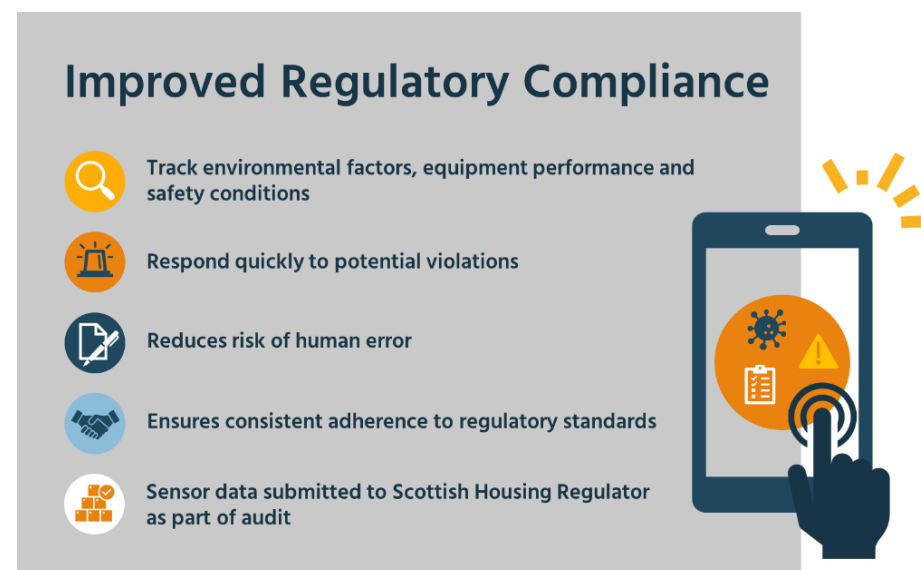 Improved Regulatory Compliance
Track environmental factors, equipment performance and
safety conditions
Respond quickly to potential violations
Reduces risk of human error
Ensures consistent adherence to regulatory standards
Sensor data submitted to Scottish Housing Regulator
as part of audit